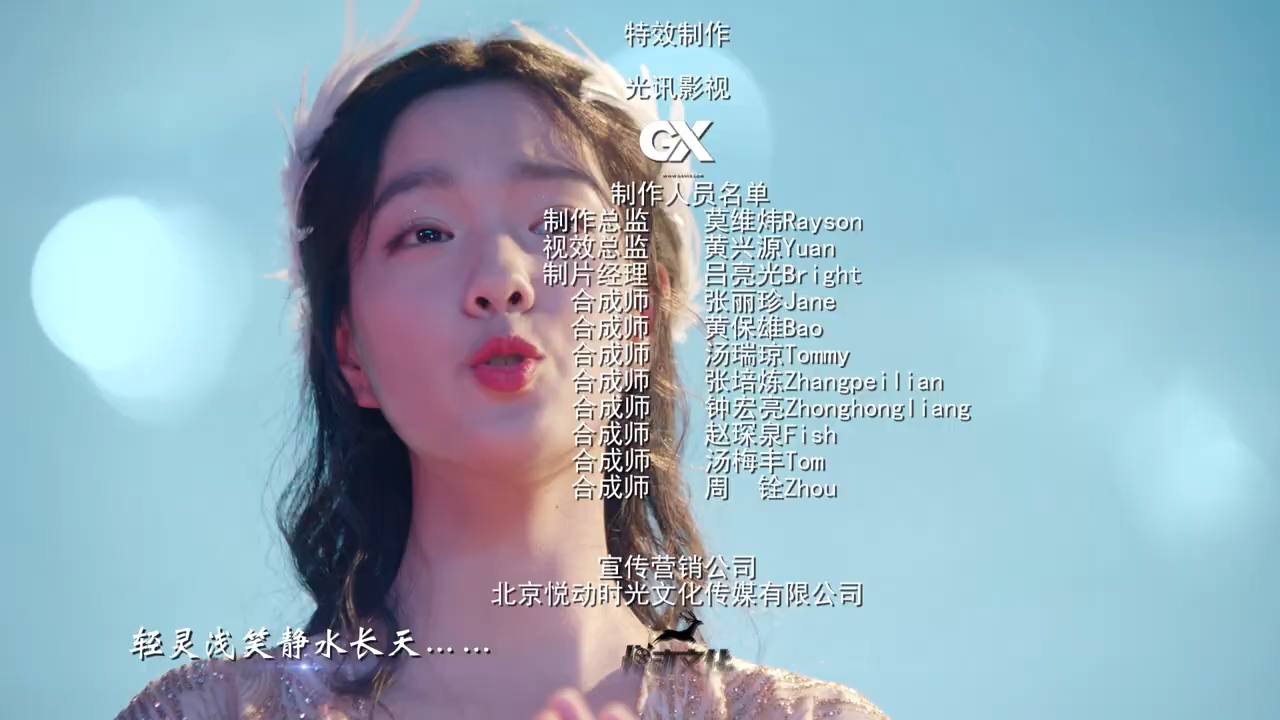 特效制作
光讯影视
GX
制作人员名单
制作总监 莫维炜Rayson
视效总监 黄兴源Yuan
制片经理 吕亮光Bright
合成师 张丽珍Jane
合成师 黄保雄Bao
合成师 汤瑞琼Tommy
合成师 张培炼Zhangpeilian
合成师 钟宏亮Zhonghongliang
合成师 赵琛泉Fish
合成师 汤梅丰Tom
合成师 周 铨Zhou
宣传营销公司
北京悦动时光文化传媒有限公司
轻灵浅笑静水长天……